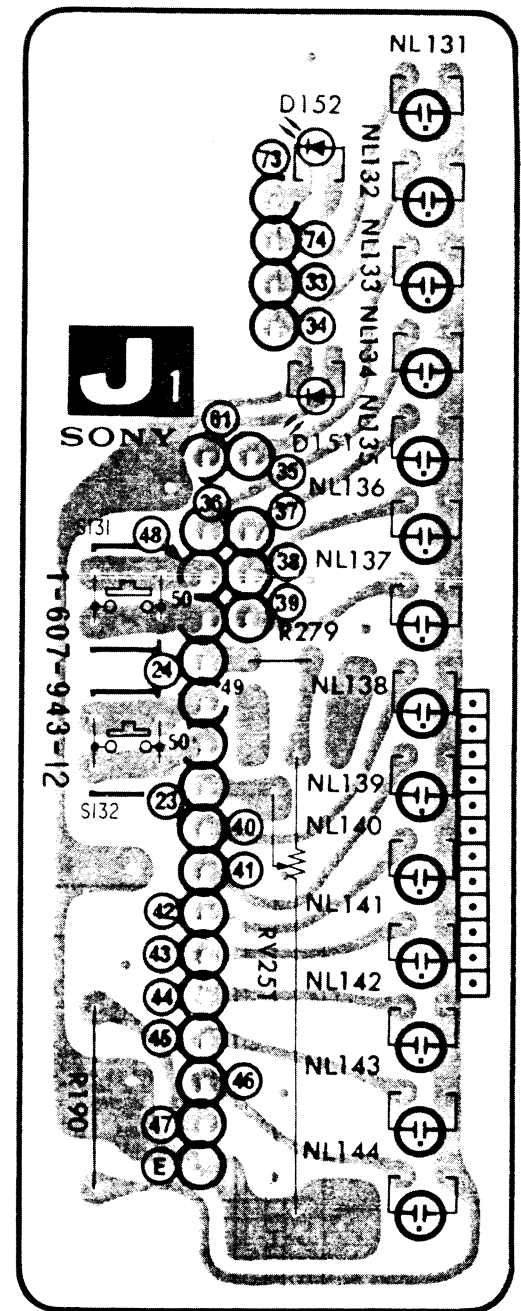 NL131
D152
73
NL132
74
NL133
33
34
NL134
J1
SONY
61
D151
NL135
35
36
NL136
37
S131
48
38
NL137
50
39
R279
1-607-943-12
24
49
NL138
50
S132
23
NL139
40
NL140
41
42
NL141
43
RV251
44
NL142
45
46
NL143
R190
47
E
NL144